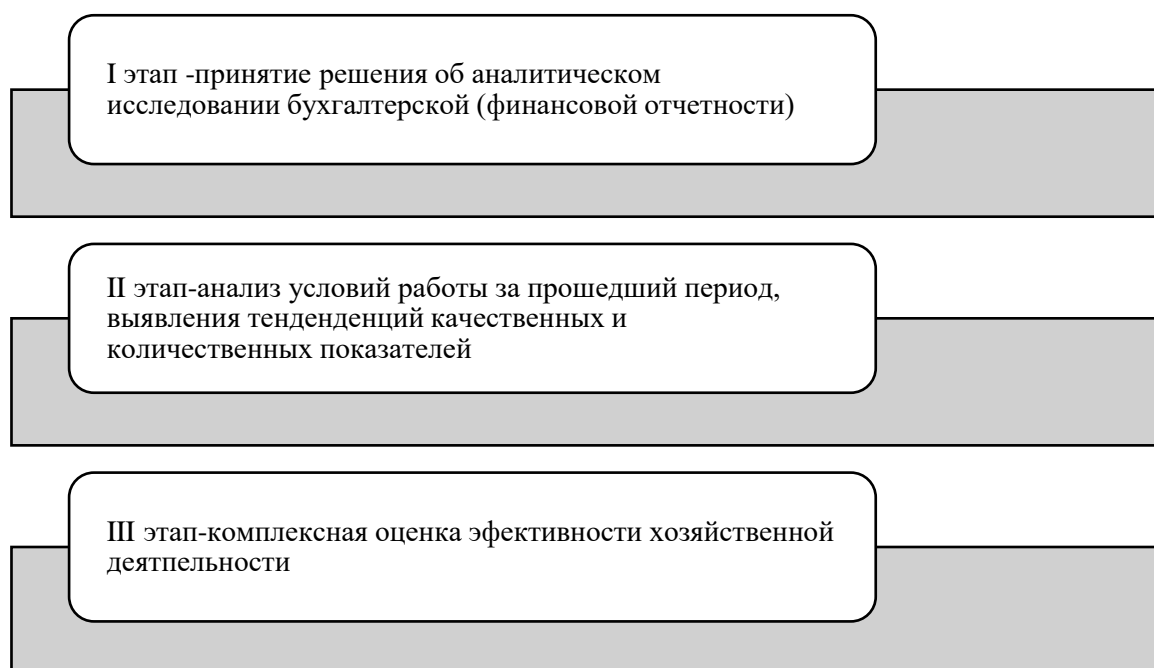 I этап -принятие решения об аналитическом
исследовании бухгалтерской (финансовой отчетности)
II этап-анализ условий работы за прошедший период,
выявления тенденденций качественных и
количественных показателей
III этап-комплексная оценка эфективности хозяйственной
деятпельности